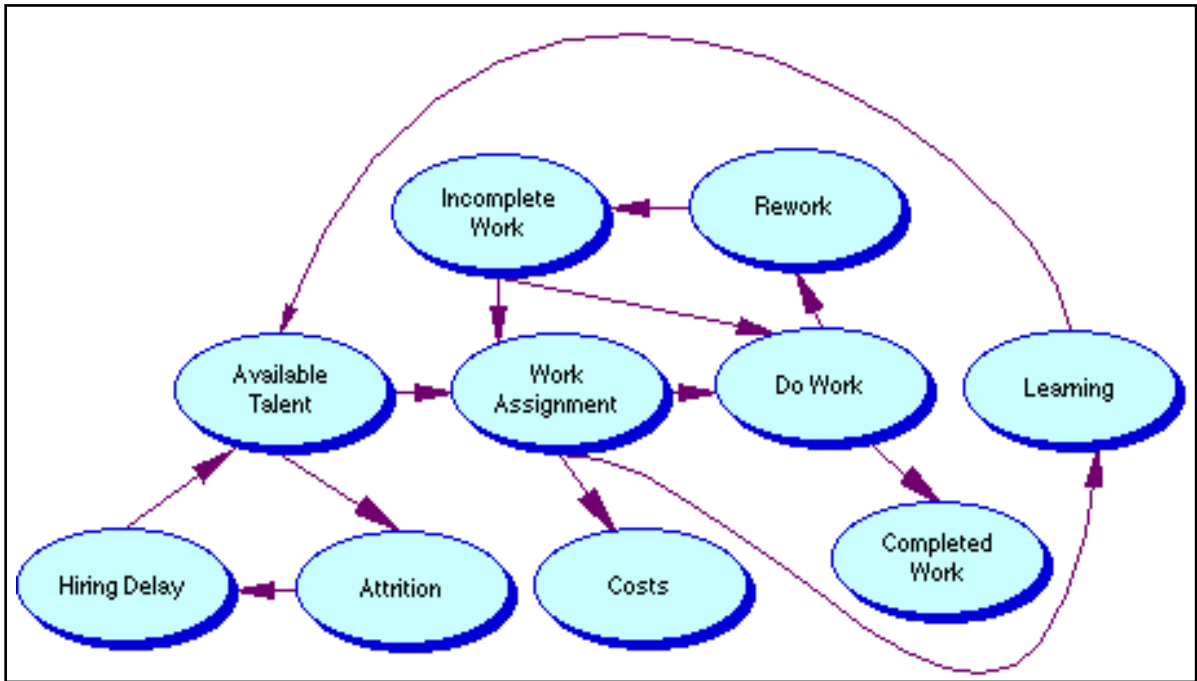 Incomplete
Work
Rework
Available
Talent
Work
Assignment
Do Work
Learning
Hiring Delay
Attrition
Costs
Completed
Work